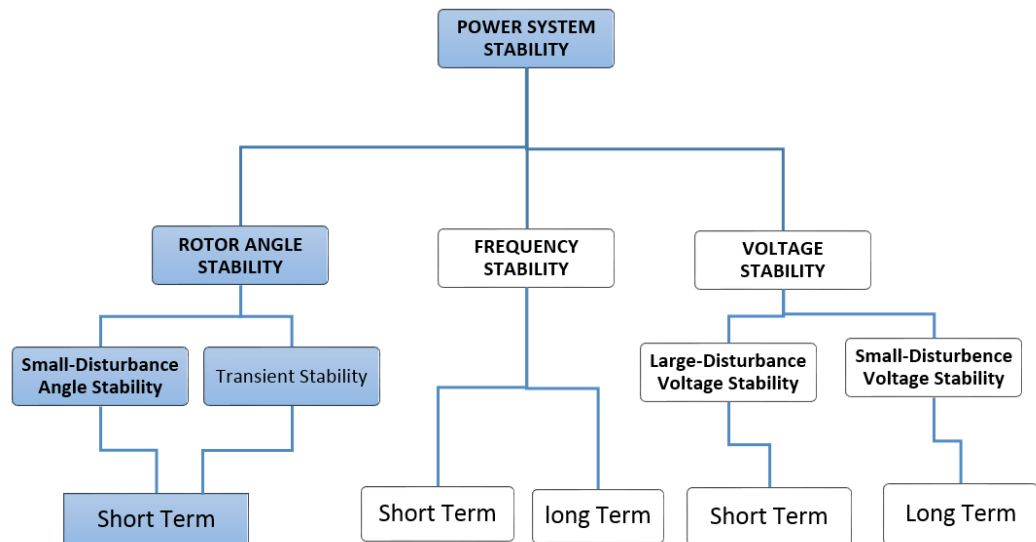 POWER SYSTEM
STABILITY
ROTOR ANGLE
STABILITY
FREQUENCY
STABILITY
VOLTAGE
STABILITY
Small-Disturbance
Angle Stability
Transient Stability
Large-Disturbance
Voltage Stability
Small-Disturbence
Voltage Stability
Short Term
Short Term
long Term
Short Term
Long Term